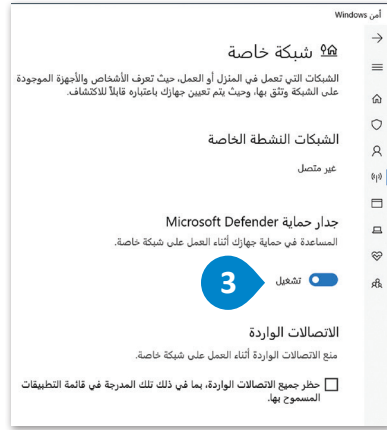 أمن Windows
شبكة خاصة
الشبكات التي تعمل في المنزل أو العمل، حيث تعرف الأشخاص والأجهزة الموجودة
على الشبكة وتثق بها، وحيث يتم تعيين جهازك باعتباره قابلاً للاكتشاف.
الشبكات النشطة الخاصة
غير متصل
جدار حماية Microsoft Defender
المساعدة في حماية جهازك أثناء العمل على شبكة خاصة.
تشغيل
3
الاتصالات الواردة
منع الاتصالات الواردة أثناء العمل على شبكة خاصة.
حظر جميع الاتصالات الواردة، بما في ذلك تلك المدرجة في قائمة التطبيقات
المسموح بها.